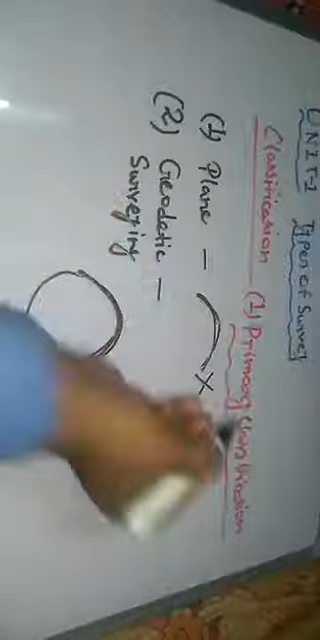 UNIT-1 Types of Survey
Classification (1) Primary Classification
(1) Plane - x
(2) Geodetic -
Surveying